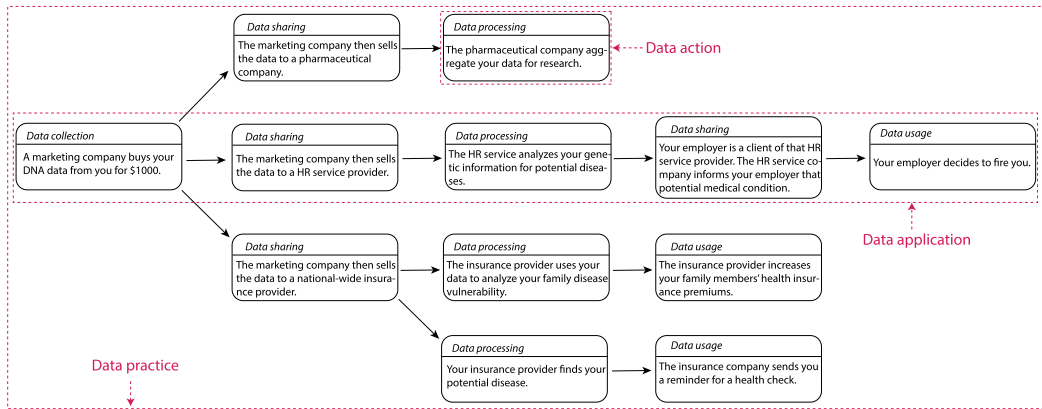 Data sharing
The marketing company then sells
the data to a pharmaceutical
company.
Data processing
The pharmaceutical company agg-
regate your data for research.
Data action
Data collection
A marketing company buys your
DNA data from you for $1000.
Data sharing
The marketing company then sells
the data to a HR service provider.
Data processing
The HR service analyzes your gene-
tic information for potential disea-
ses.
Data sharing
Your employer is a client of that HR
service provider. The HR service co-
mpany informs your employer that
potential medical condition.
Data usage
Your employer decides to fire you.
Data application
Data sharing
The marketing company then sells
the data to a national-wide insura-
nce provider.
Data processing
The insurance provider uses your
data to analyze your family disease
vulnerability.
Data usage
The insurance provider increases
your family members' health insur-
ance premiums.
Data processing
Your insurance provider finds your
potential disease.
Data usage
The insurance company sends you
a reminder for a health check.
Data practice